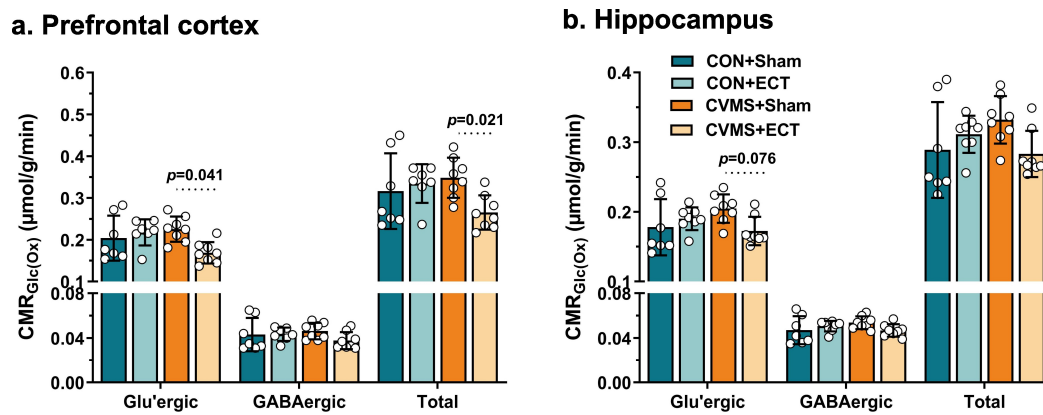 a. Prefrontal cortex
CMRGlc(Ox) (µmol/g/min)
0.6
0.5
0.4
0.3
0.2
0.1
0.08
0.04
0.00
p=0.041
p=0.021
Glu'ergic GABAergic Total
b. Hippocampus
CON+Sham
CON+ECT
CVMS+Sham
CVMS+ECT
CMRGlc(Ox) (µmol/g/min)
0.4
0.3
0.2
0.1
0.08
0.04
0.00
p=0.076
Glu'ergic GABAergic Total